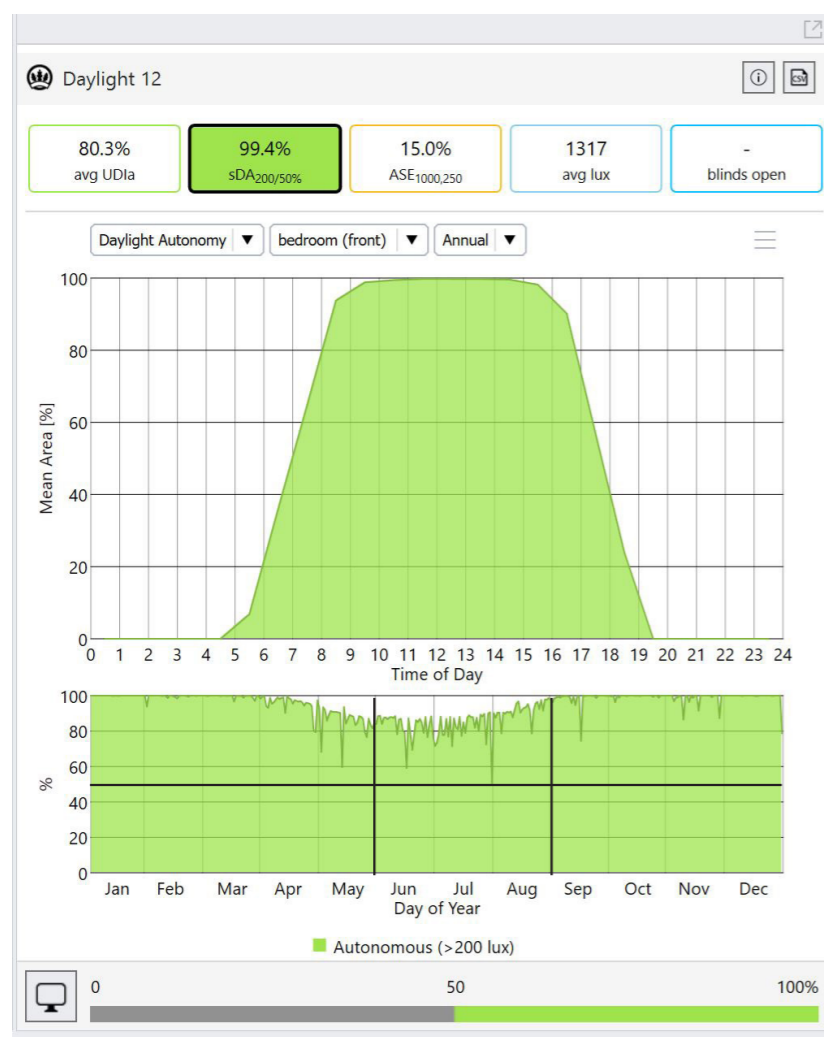 Daylight 12
CSV
80.3% 99.4% 15.0% 1317 -
avg UDIa sDA200/50% ASE1000,250 avg lux blinds open
Daylight Autonomy ▼ bedroom (front) ▼ Annual ▼
100
80
60
40
20
0
Mean Area [%]
0 1 2 3 4 5 6 7 8 9 10 11 12 13 14 15 16 17 18 19 20 21 22 23 24
Time of Day
100
80
60
40
20
0
%
Jan Feb Mar Apr May Jun Jul Aug Sep Oct Nov Dec
Day of Year
Autonomous (>200 lux)
0 50 100%